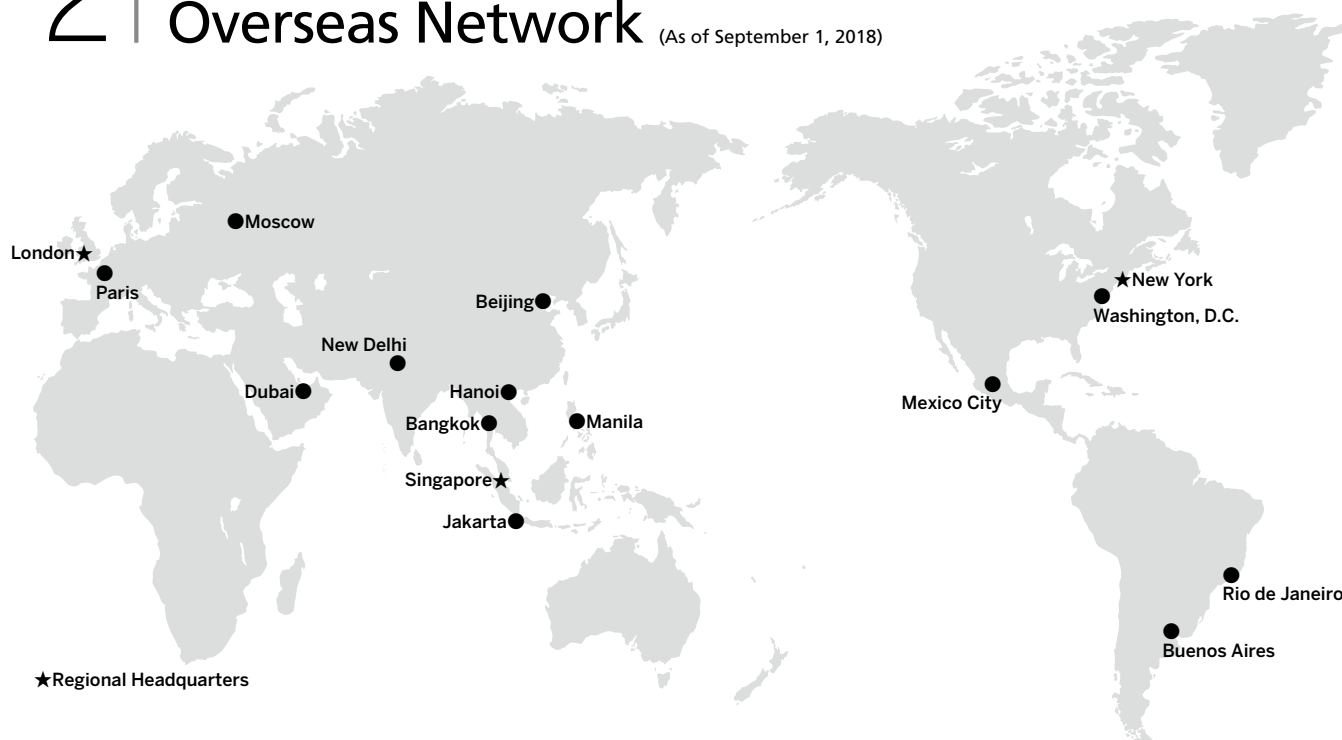 2
Overseas Network (As of September 1, 2018)
Moscow
London★
Paris
★New York
Beijing
Washington, D.C.
New Delhi
Dubai
Hanoi
Mexico City
Bangkok
Manila
Singapore★
Jakarta
Rio de Janeiro
Buenos Aires
★Regional Headquarters